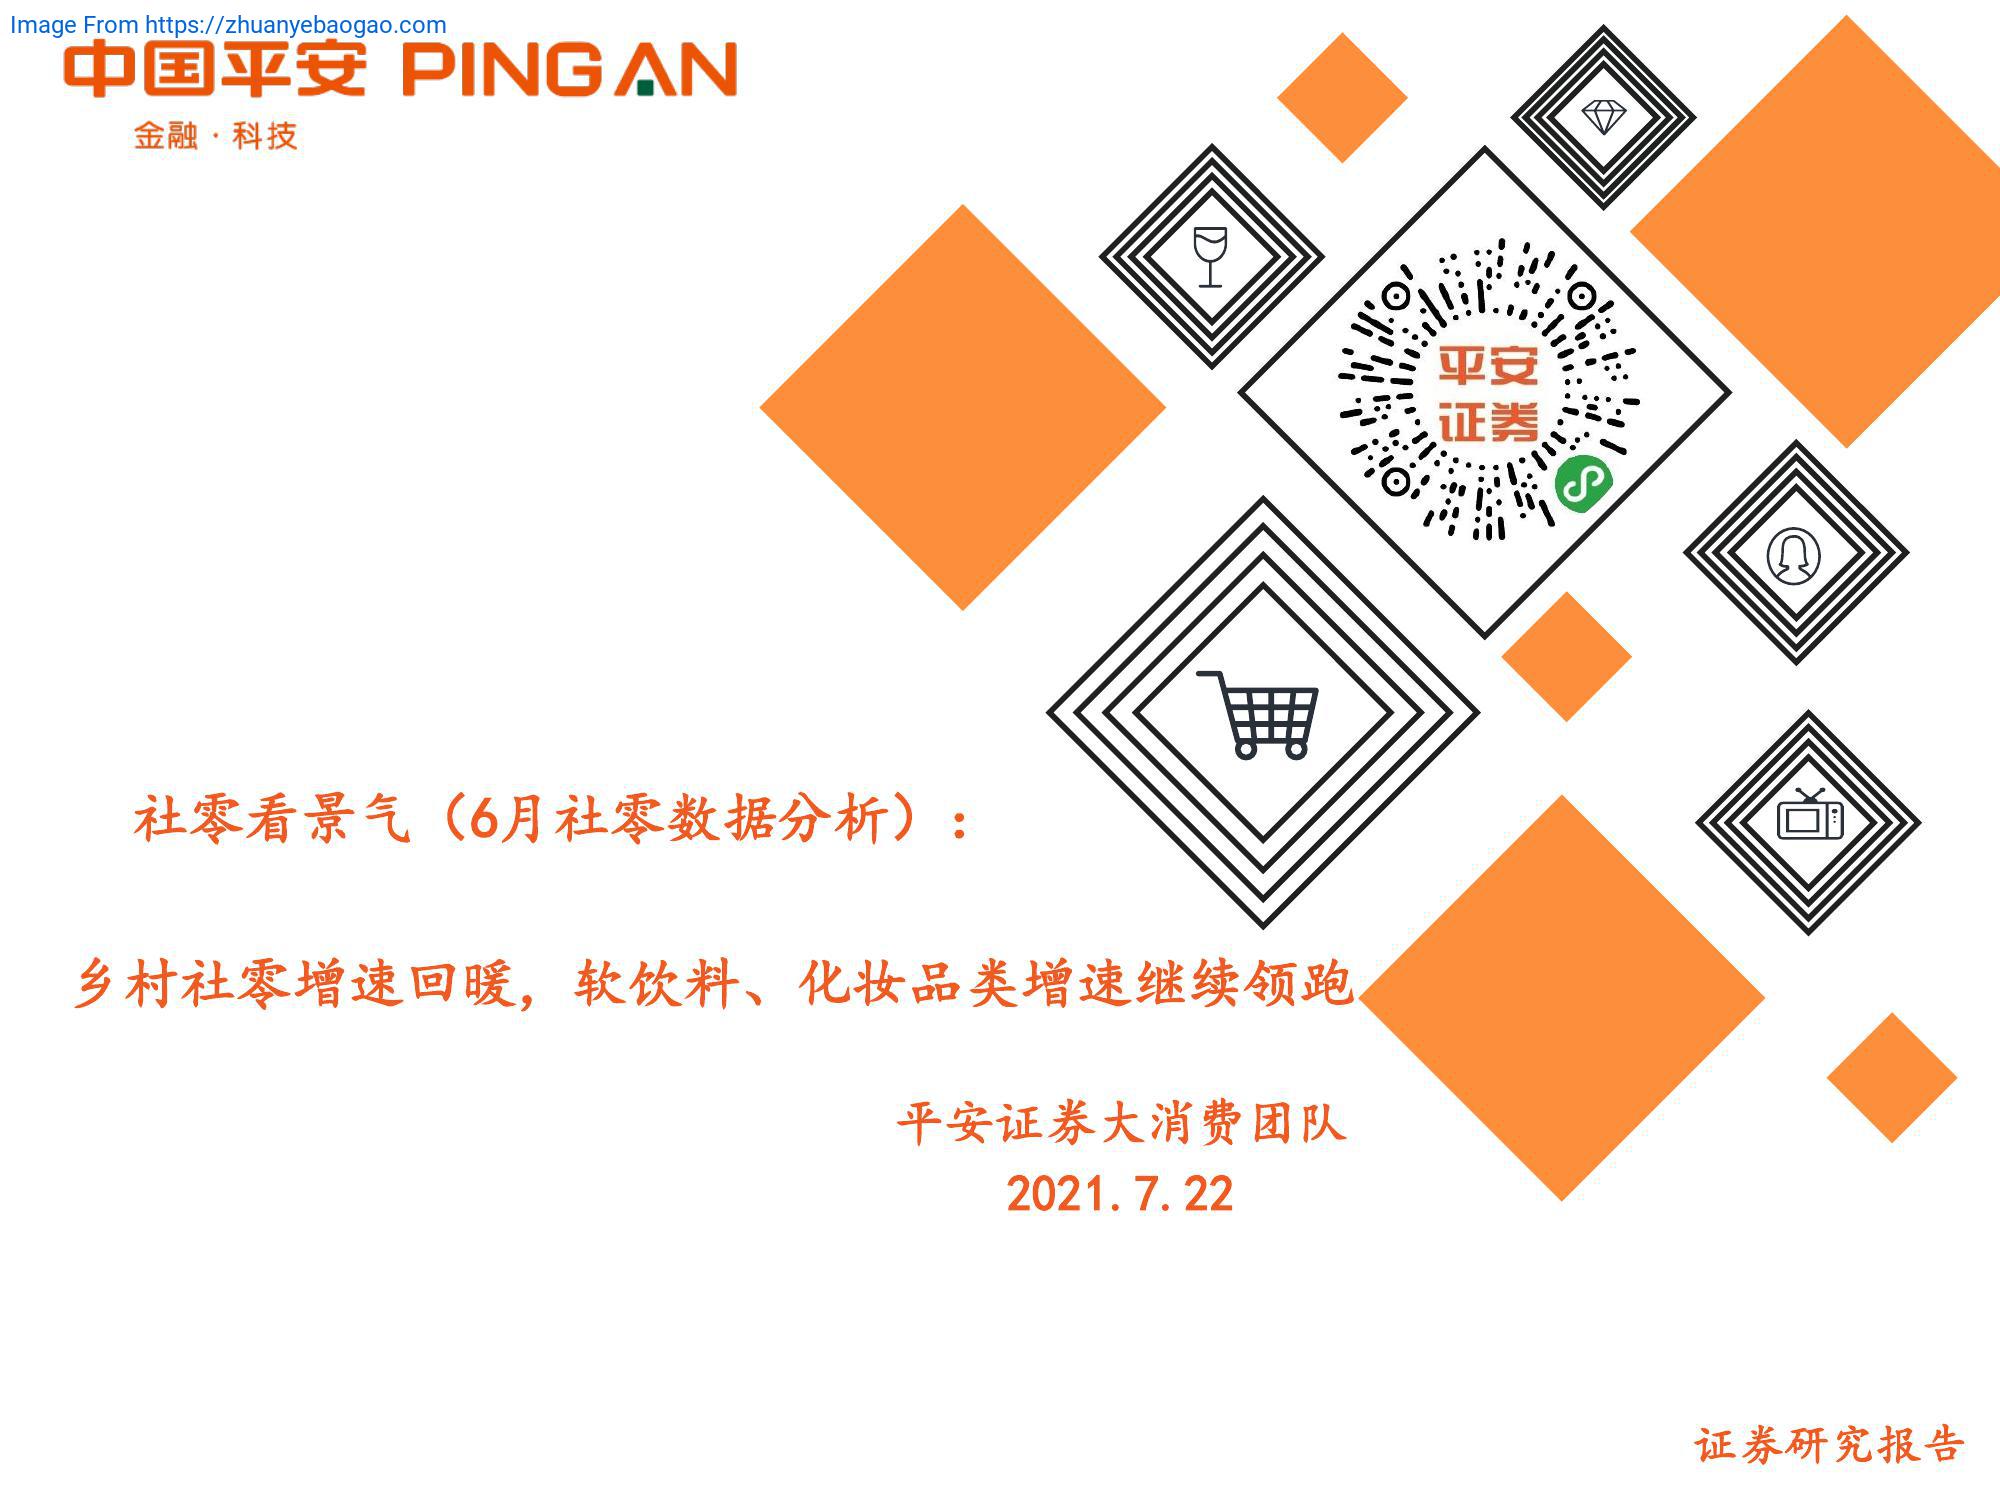 Image From https://zhuanyebaogao.com
中国平安 PINGAN
金融·科技
平安
证券
社零看景气（6月社零数据分析）：
乡村社零增速回暖，软饮料、化妆品类增速继续领跑
平安证券大消费团队
2021.7.22
证券研究报告